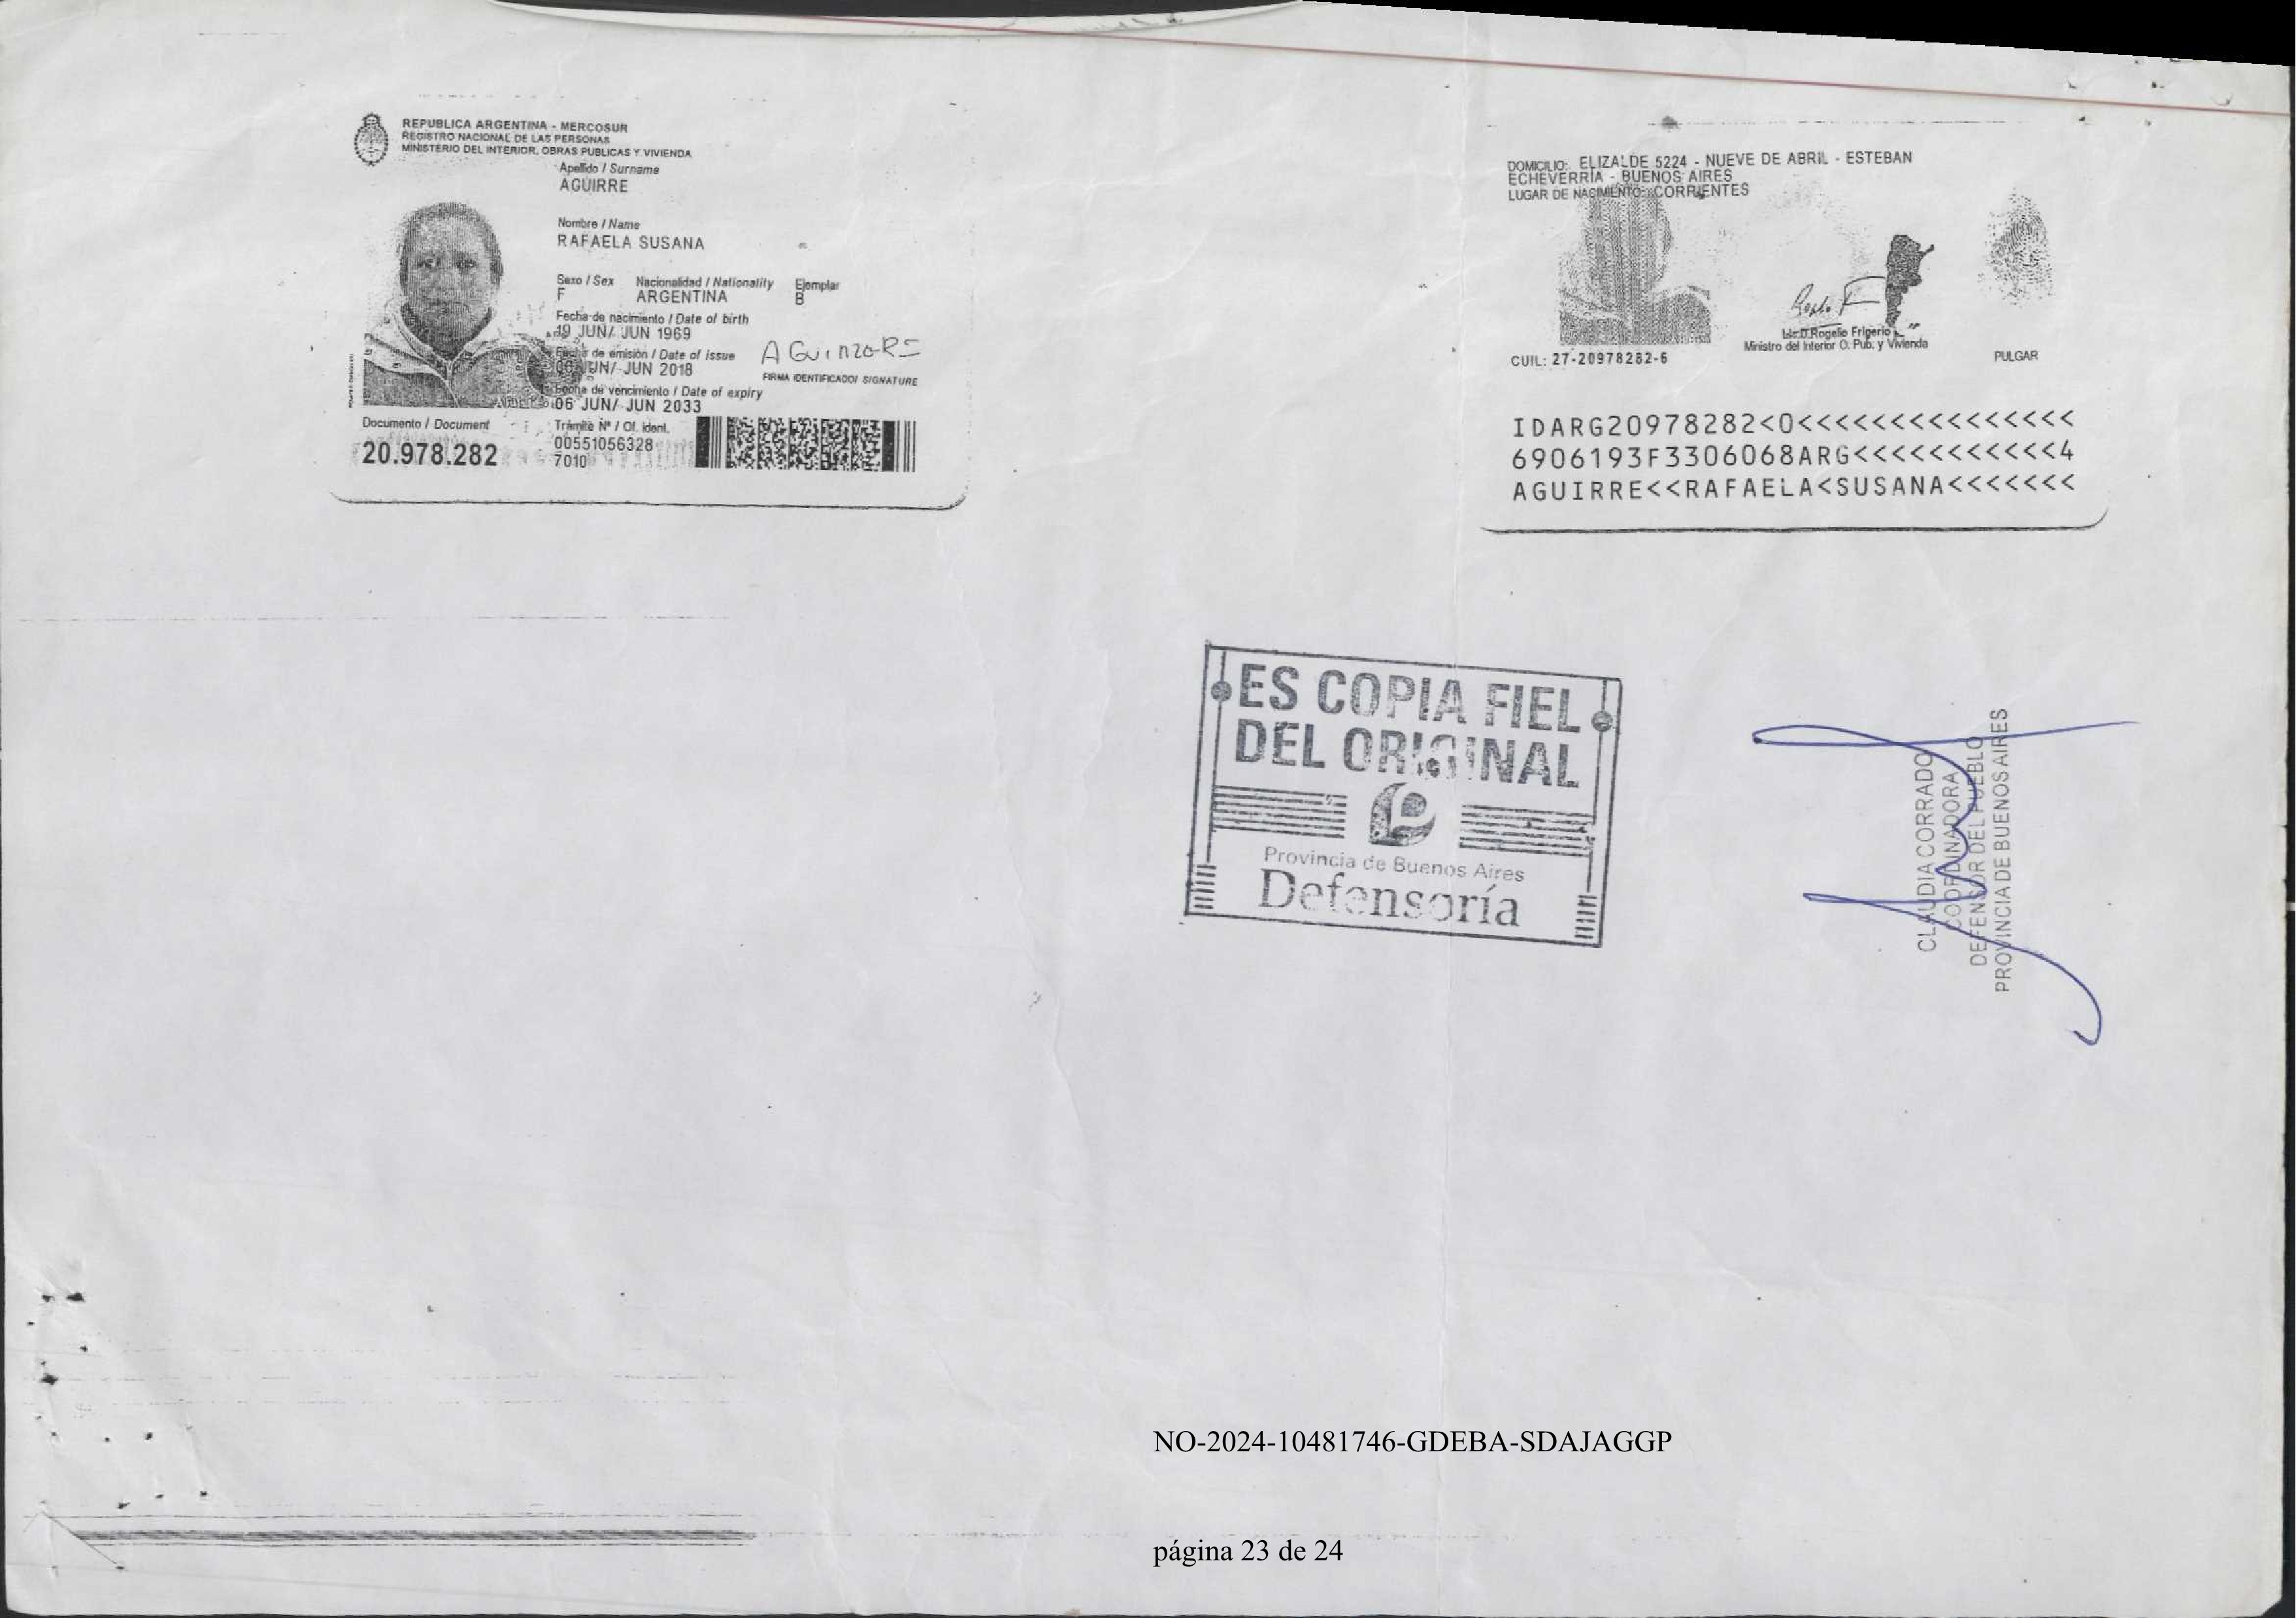 REPUBLICA ARGENTINA - MERCOSUR
REGISTRO NACIONAL DE LAS PERSONAS
MINISTERIO DEL INTERIOR, OBRAS PUBLICAS Y VIVIENDA
Apellido / Surname
AGUIRRE
Nombre / Name
RAFAELA SUSANA
Sexo / Sex Nacionalidad / Nationality Ejemplar
F ARGENTINA B
Fecha de nacimiento / Date of birth
19 JUN/ JUN 1969
Fecha de emisión / Date of issue
06 JUN/ JUN 2018
FIRMA IDENTIFICADO/ SIGNATURE
Fecha de vencimiento / Date of expiry
06 JUN/ JUN 2033
Documento / Document
20.978.282
Trámite Nº / Of. ident.
00551056328
7010
DOMICILIO: ELIZALDE 5224 - NUEVE DE ABRIL - ESTEBAN
ECHEVERRÍA - BUENOS AIRES
LUGAR DE NACIMIENTO: CORRIENTES
Lic.D.Rogelio Frigerio
Ministro del Interior O. Pub. y Vivienda
CUIL: 27-20978282-6
PULGAR
IDARG20978282<0<<<<<<<<<<<<<<<
6906193F3306068ARG<<<<<<<<<<<4
AGUIRRE<<RAFAELA<SUSANA<<<<<<<
ES COPIA FIEL
DEL ORIGINAL
Provincia de Buenos Aires
Defensoría
CLAUDIA CORRADO
COORDINADORA
DEFENSOR DEL PUEBLO
PROVINCIA DE BUENOS AIRES
NO-2024-10481746-GDEBA-SDAJAGGP
página 23 de 24